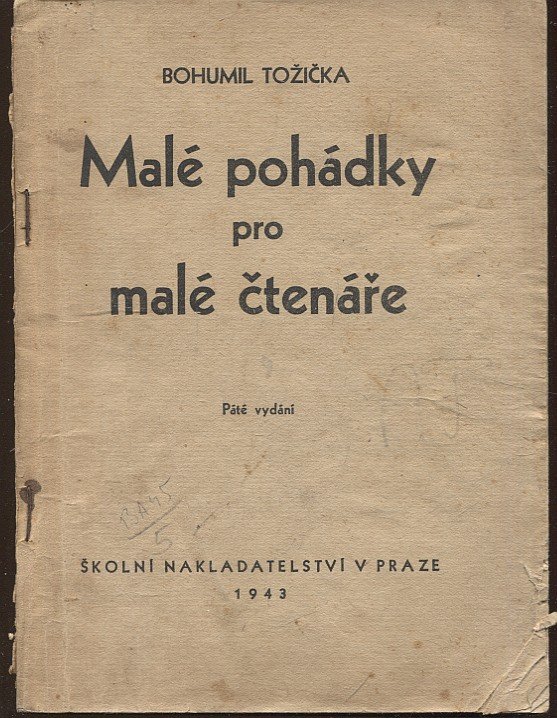 BOHUMIL TOŽIČKA
Malé pohádky
pro
malé čtenáře
Páté vydání
ŠKOLNÍ NAKLADATELSTVÍ V PRAZE
1943